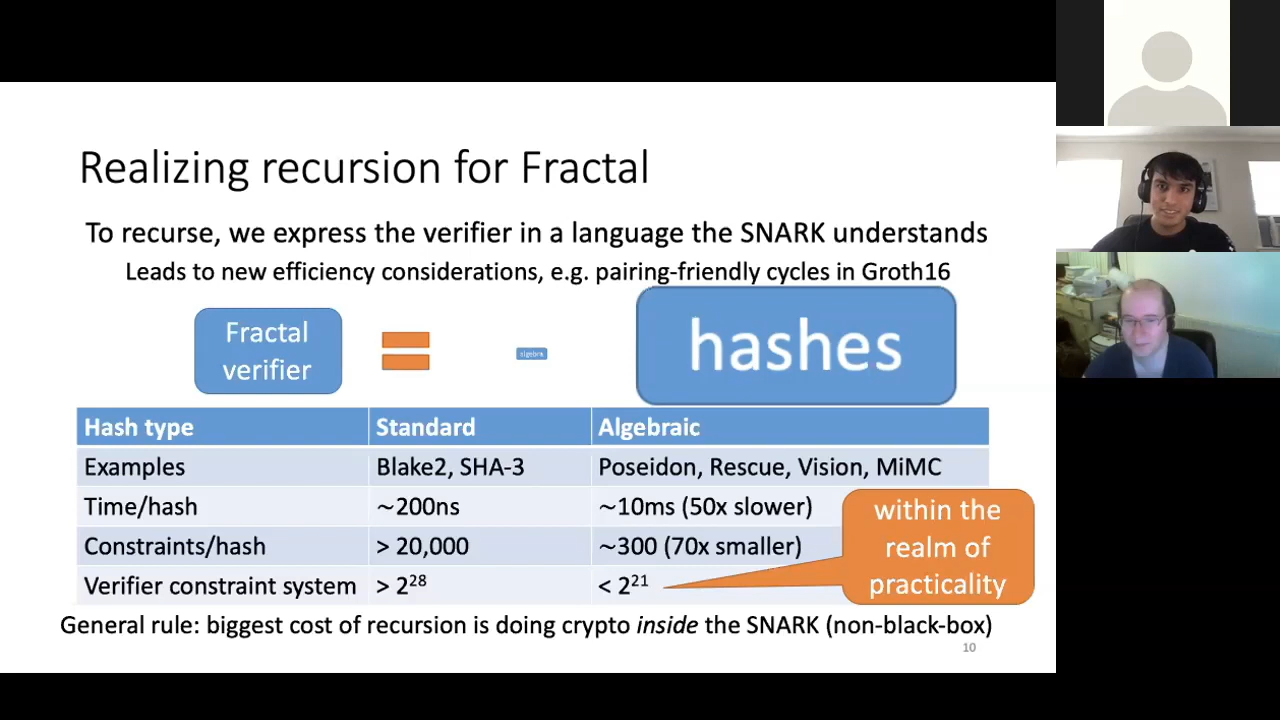 Realizing recursion for Fractal
To recurse, we express the verifier in a language the SNARK understands
Leads to new efficiency considerations, e.g. pairing-friendly cycles in Groth16
Fractal
verifier
algebra
hashes
Hash type Standard Algebraic
Examples Blake2, SHA-3 Poseidon, Rescue, Vision, MiMC
Time/hash ~200ns ~10ms (50x slower)
Constraints/hash > 20,000 ~300 (70x smaller)
Verifier constraint system > 2²⁸ < 2²¹
within the
realm of
practicality
General rule: biggest cost of recursion is doing crypto inside the SNARK (non-black-box)
10